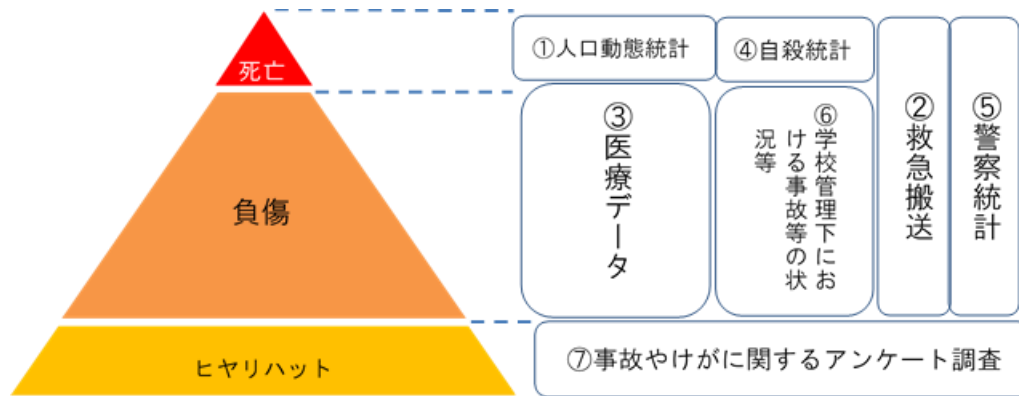 死亡
負傷
ヒヤリハット
①人口動態統計
④自殺統計
③医療データ
⑥学校管理下にお
ける事故等の状
況等
②救急搬送
⑤警察統計
⑦事故やけがに関するアンケート調査